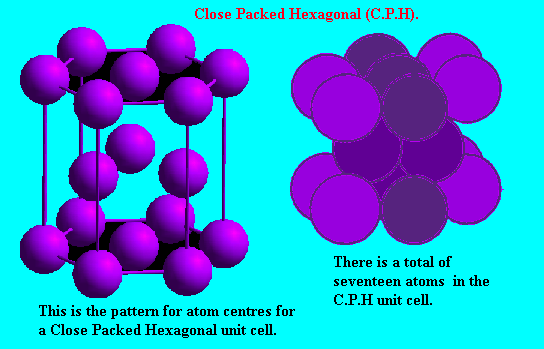 Close Packed Hexagonal (C.P.H).
There is a total of
seventeen atoms in the
C.P.H unit cell.
This is the pattern for atom centres for
a Close Packed Hexagonal unit cell.